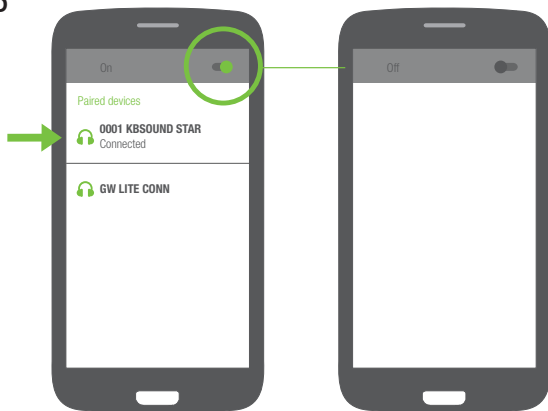 On
Off
Paired devices
0001 KBSOUND STAR
Connected
GW LITE CONN